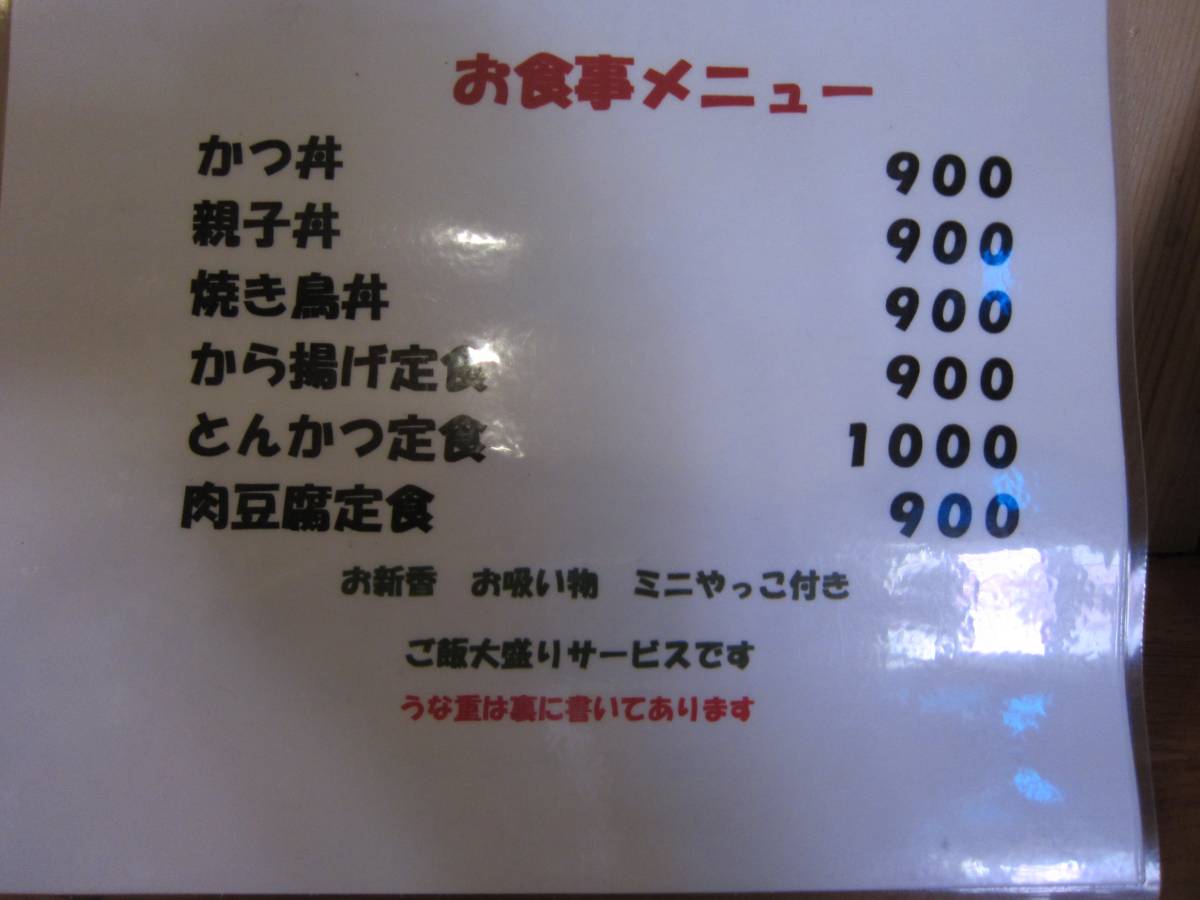 お食事メニュー
かつ丼 900
親子丼 900
焼き鳥丼 900
から揚げ定食 900
とんかつ定食 1000
肉豆腐定食 900
お新香 お吸い物 ミニやっこ付き
ご飯大盛りサービスです
うな重は裏に書いてあります